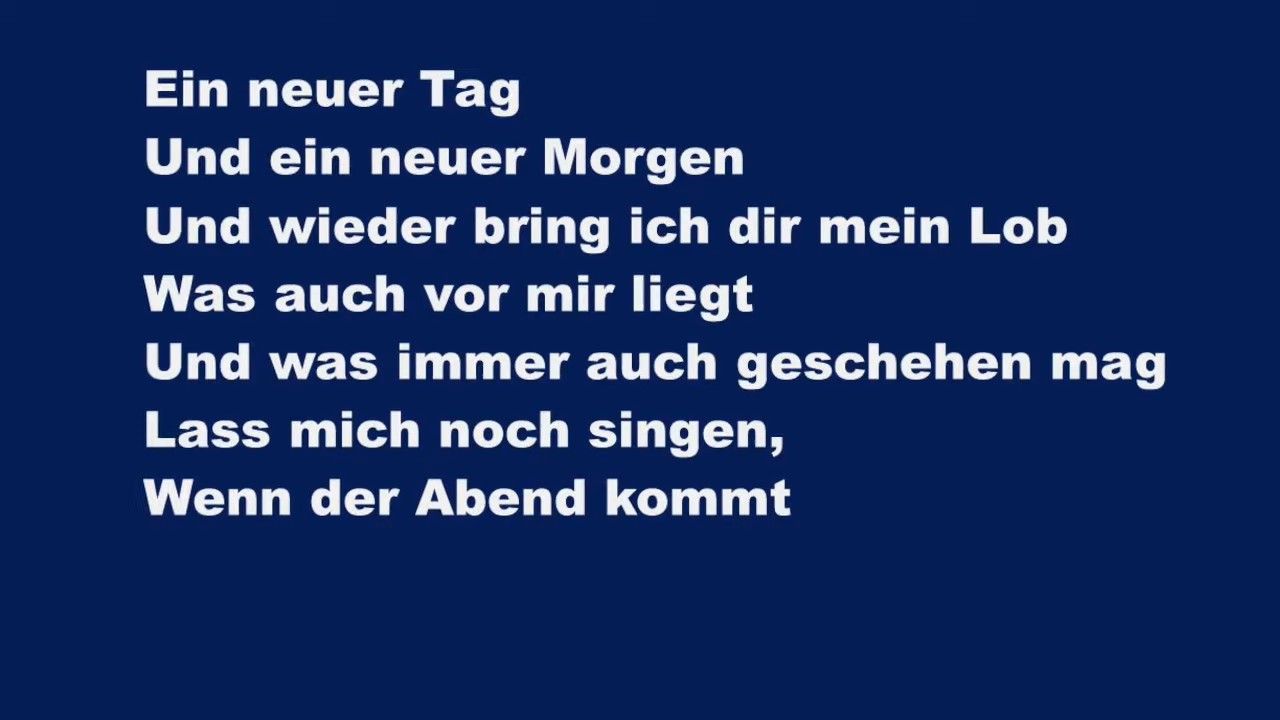 Ein neuer Tag
Und ein neuer Morgen
Und wieder bring ich dir mein Lob
Was auch vor mir liegt
Und was immer auch geschehen mag
Lass mich noch singen,
Wenn der Abend kommt